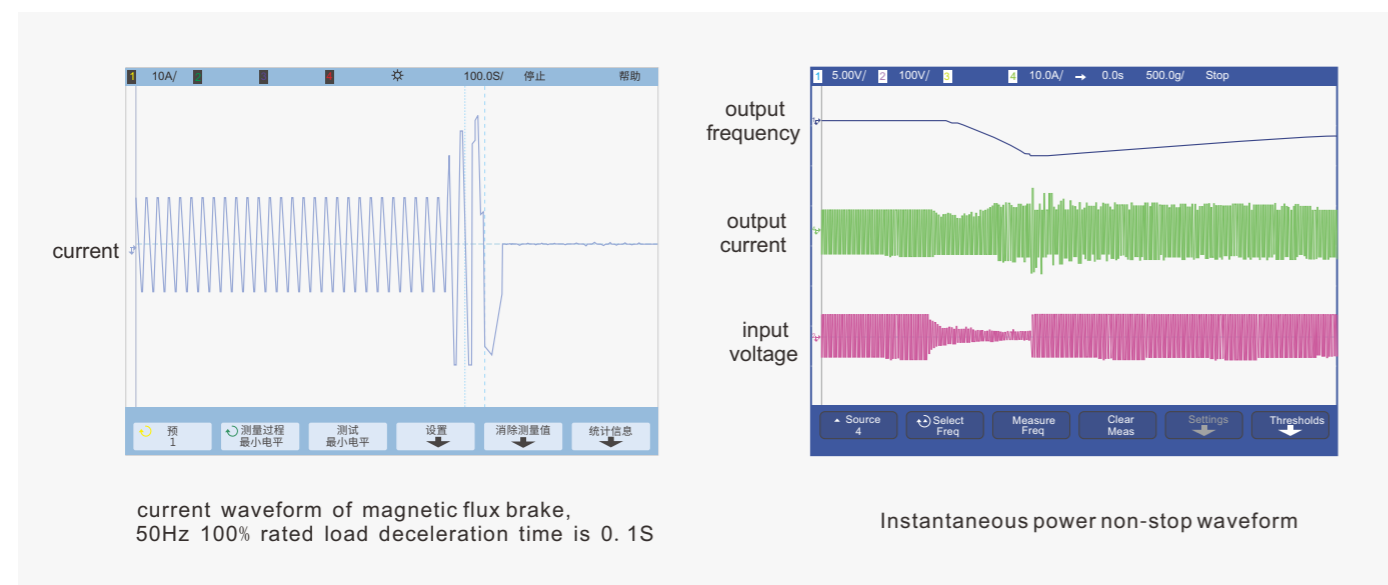 1 10A/ 2 3 4 100.0S/ 停止 帮助
current
预
1
测量过程
最小电平
测试
最小电平
设置
消除测量值
统计信息
current waveform of magnetic flux brake,
50Hz 100% rated load deceleration time is 0.1S
1 5.00V/ 2 100V/ 3 4 10.0A/ 0.0s 500.0g/ Stop
output
frequency
output
current
input
voltage
Source
4
Select
Freq
Measure
Freq
Clear
Meas
Settings
Thresholds
Instantaneous power non-stop waveform